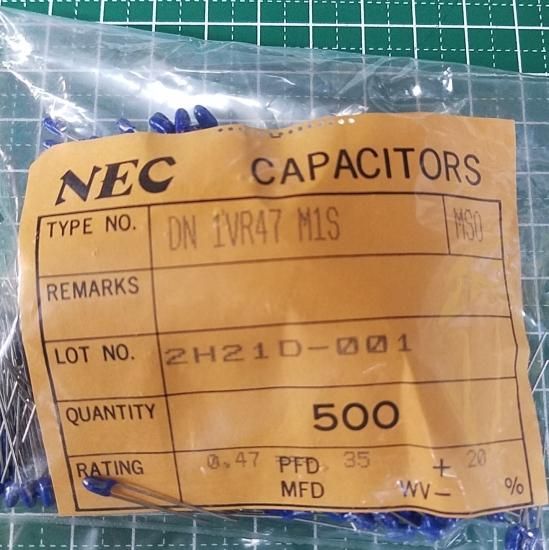 NEC CAPACITORS
TYPE NO. DN 1VR47 M1S MS0
REMARKS
LOT NO. 2H21D-001
QUANTITY 500
RATING 0.47 PFD 35 + 20
MFD WV - %